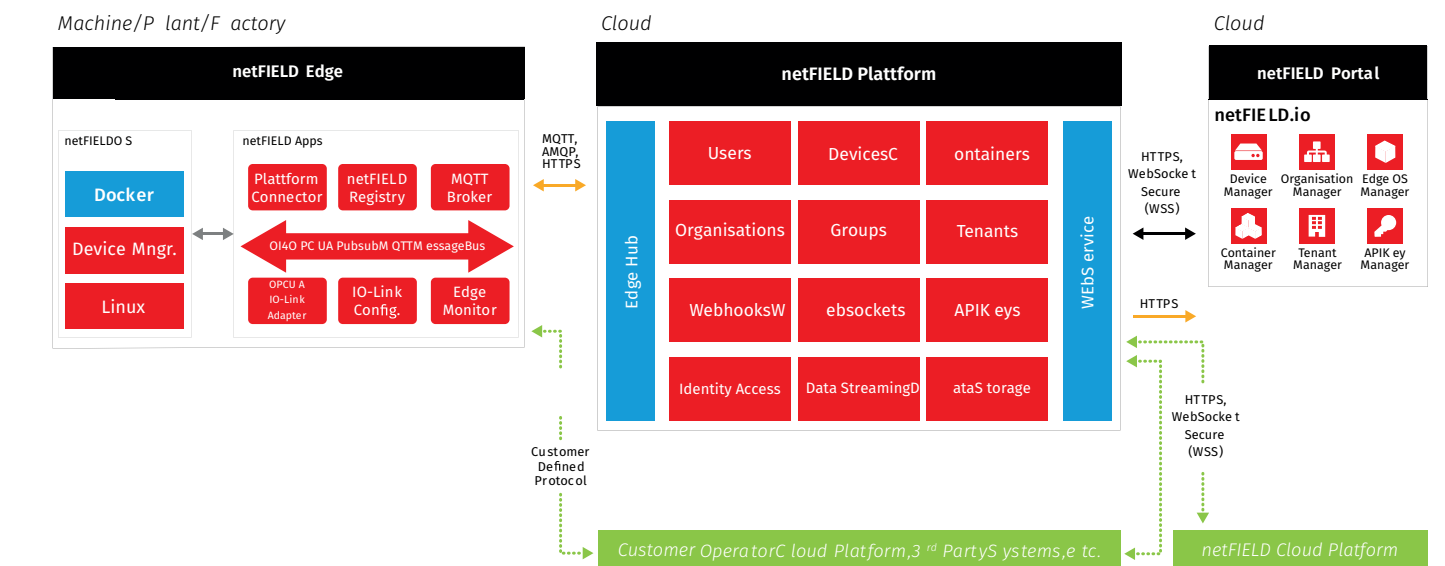 Machine/P lant/F actory
netFIELD Edge
netFIELDO S
Docker
Device Mngr.
Linux
netFIELD Apps
Plattform
Connector
netFIELD
Registry
MQTT
Broker
OI4O PC UA PubsubM QTTM essageBus
OPCU A
IO-Link
Adapter
IO-Link
Config.
Edge
Monitor
MQTT,
AMQP,
HTTPS
Customer
Defined
Protocol
Cloud
netFIELD Plattform
Edge Hub
Users
DevicesC
ontainers
Organisations
Groups
Tenants
WebhooksW
ebsockets
APIK eys
Identity Access
Data StreamingD
ataS torage
WEbS ervice
HTTPS,
WebSocke t
Secure
(WSS)
HTTPS
Cloud
netFIELD Portal
netFIELD.io
Device
Manager
Organisation
Manager
Edge OS
Manager
Container
Manager
Tenant
Manager
APIK ey
Manager
HTTPS,
WebSocke t
Secure
(WSS)
Customer OperatorC loud Platform,3 rd PartyS ystems,e tc.
netFIELD Cloud Platform